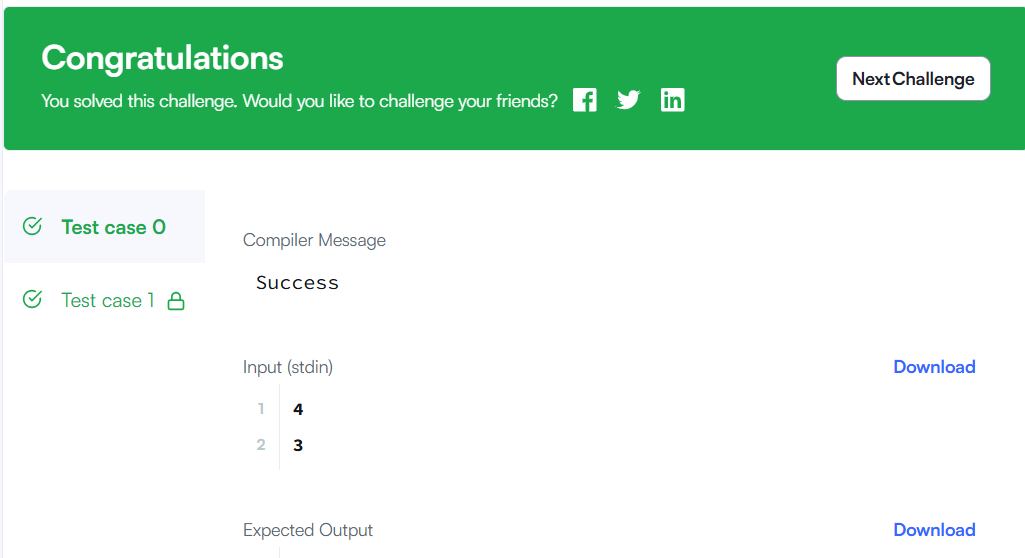 Congratulations
You solved this challenge. Would you like to challenge your friends?
Next Challenge
Test case 0
Test case 1
Compiler Message
Success
Input (stdin)
Download
1 4
2 3
Expected Output
Download